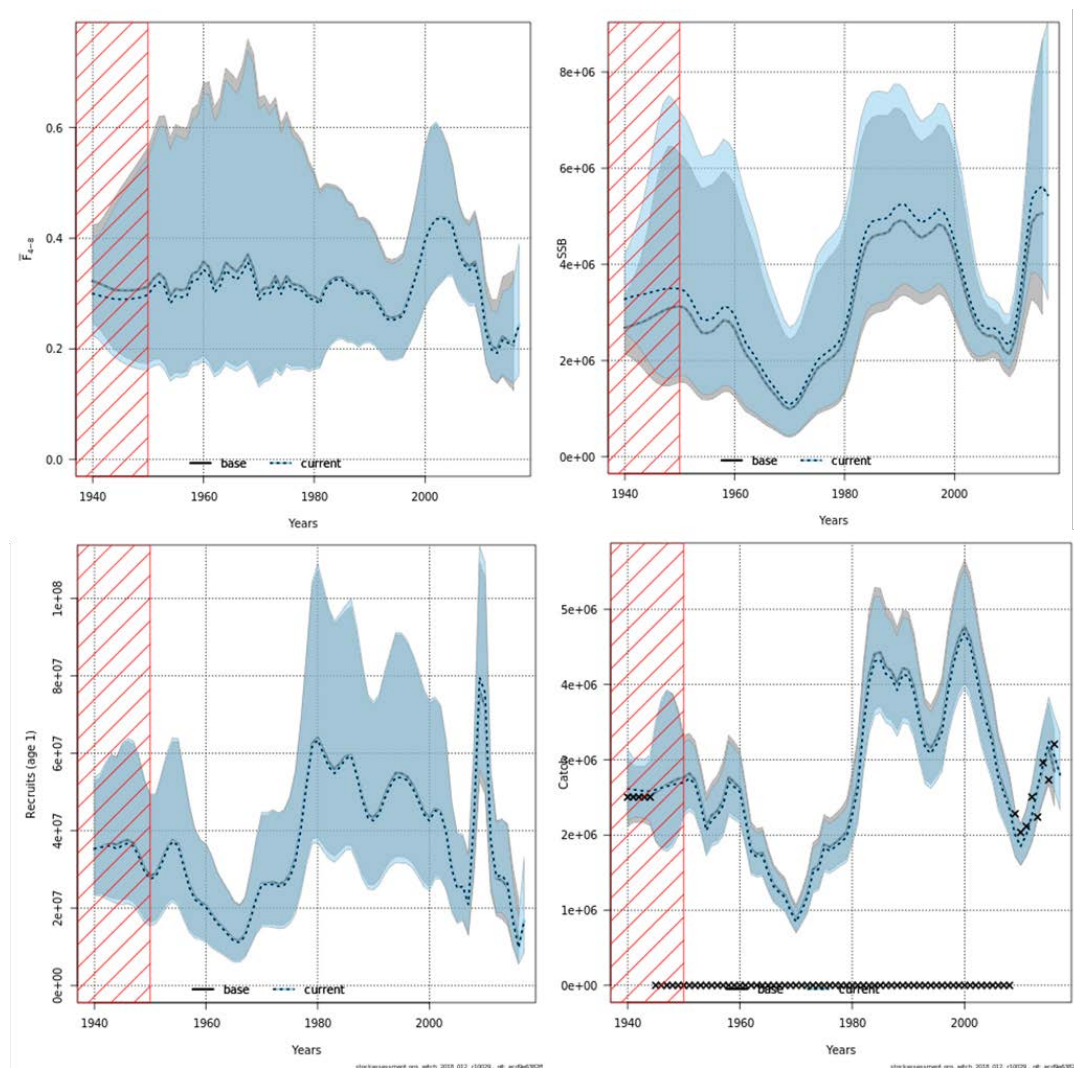 0.6
0.4
0.2
0.0
F̅4–8
base current
1940 1960 1980 2000
Years
8e+06
6e+06
4e+06
2e+06
0e+00
SSB
base current
1940 1960 1980 2000
Years
1e+08
8e+07
6e+07
4e+07
2e+07
0e+00
Recruits (age 1)
base current
1940 1960 1980 2000
Years
5e+06
4e+06
3e+06
2e+06
1e+06
0e+00
Catch
base current
1940 1960 1980 2000
Years